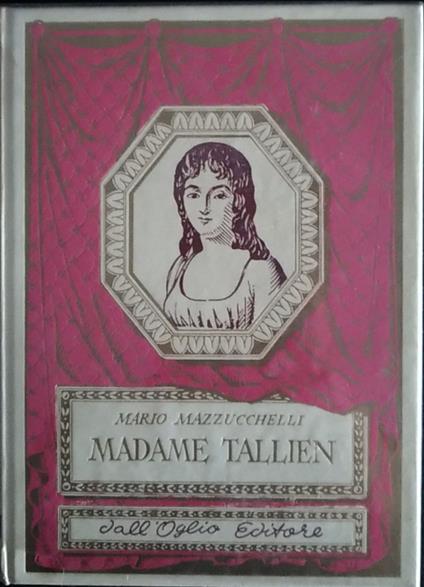 MARIO MAZZUCCHELLI
MADAME TALLIEN
dall'Oglio Editore